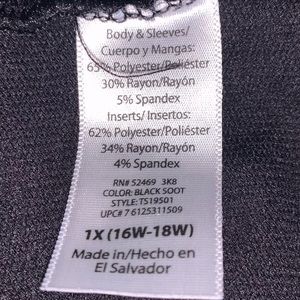 Body & Sleeves/
Cuerpo y Mangas:
65% Polyester/Poliéster
30% Rayon/Rayón
5% Spandex
Inserts/ Insertos:
62% Polyester/Poliéster
34% Rayon/Rayón
4% Spandex
RN# 52469 3K8
COLOR: BLACK SOOT
STYLE: TS19501
UPC# 7 6125311509
1X (16W-18W)
Made in/Hecho en
El Salvador